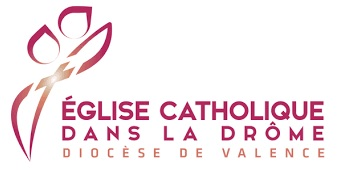 ÉGLISE CATHOLIQUE
DANS LA DRÔME
DIOCÈSE DE VALENCE